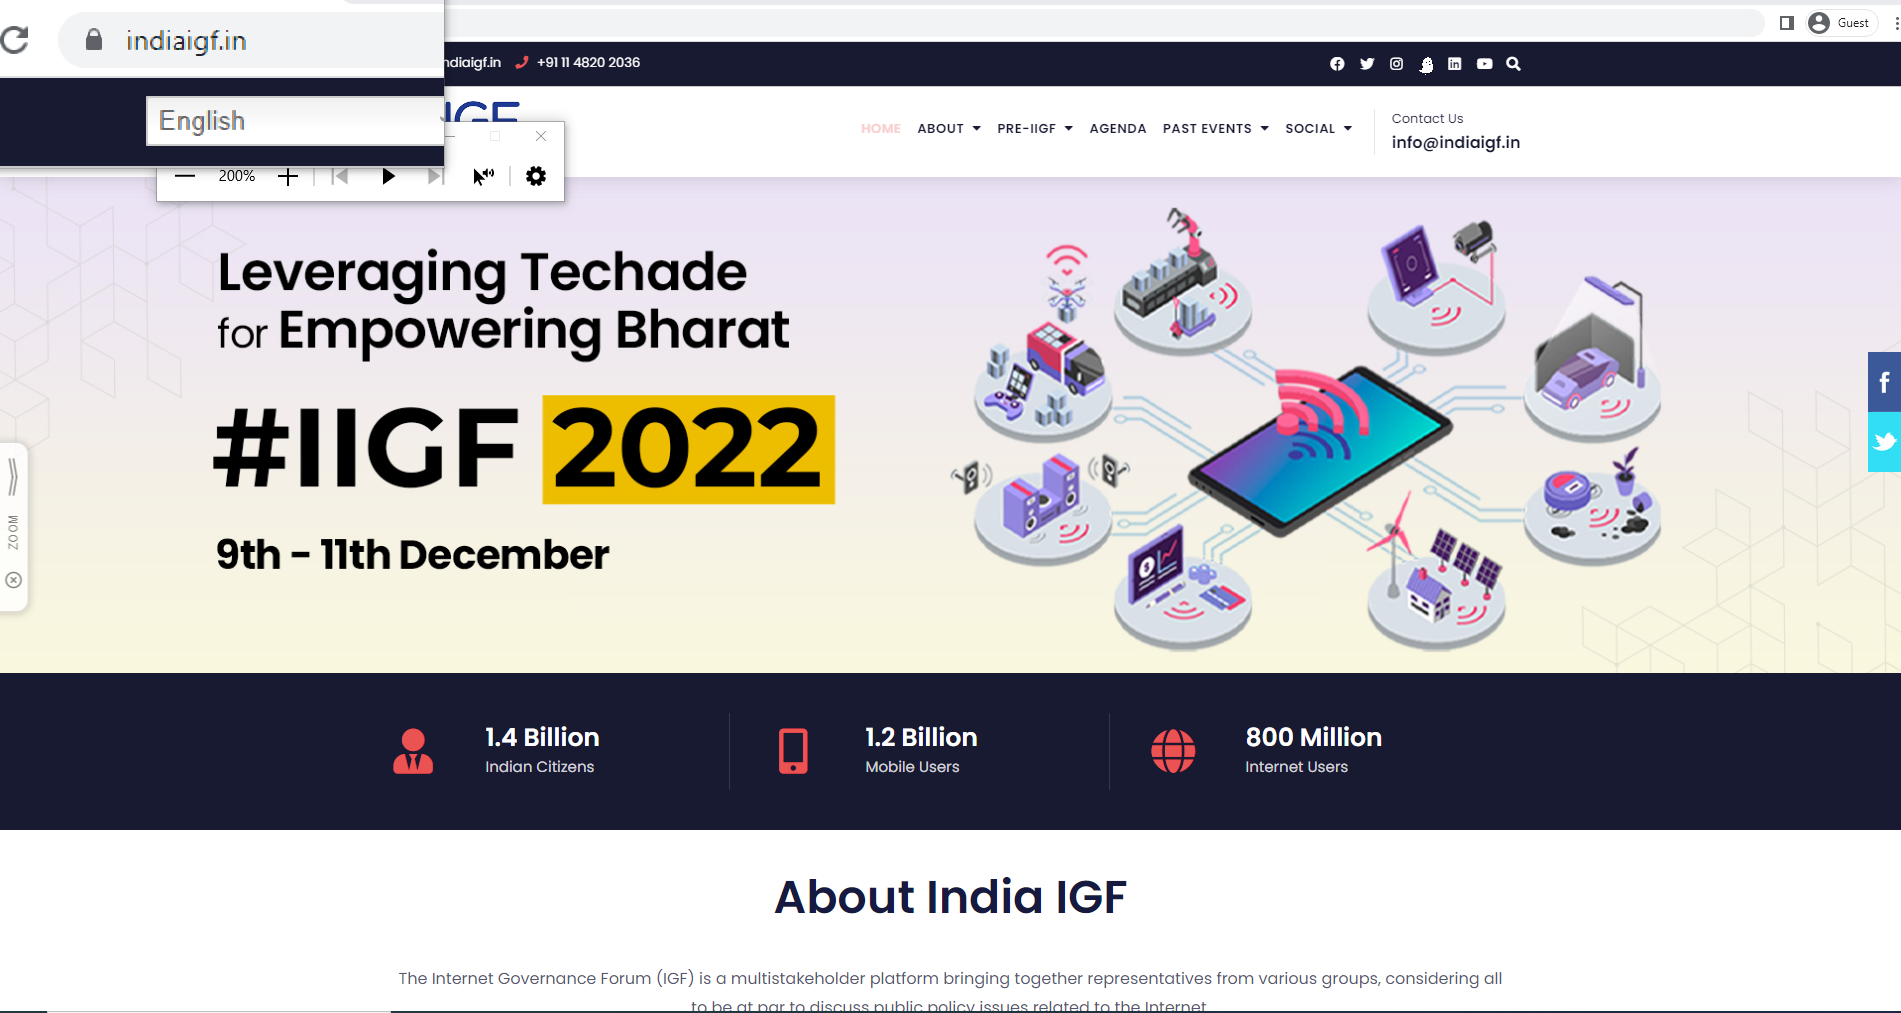 indiaigf.in
Guest
ndiaigf.in +91 11 4820 2036
English
IGF
HOME ABOUT PRE-IIGF AGENDA PAST EVENTS SOCIAL
Contact Us
info@indiaigf.in
200%
Leveraging Techade
for Empowering Bharat
#IIGF 2022
9th - 11th December
ZOOM
1.4 Billion
Indian Citizens
1.2 Billion
Mobile Users
800 Million
Internet Users
About India IGF
The Internet Governance Forum (IGF) is a multistakeholder platform bringing together representatives from various groups, considering all
to be at par to discuss public policy issues related to the Internet.